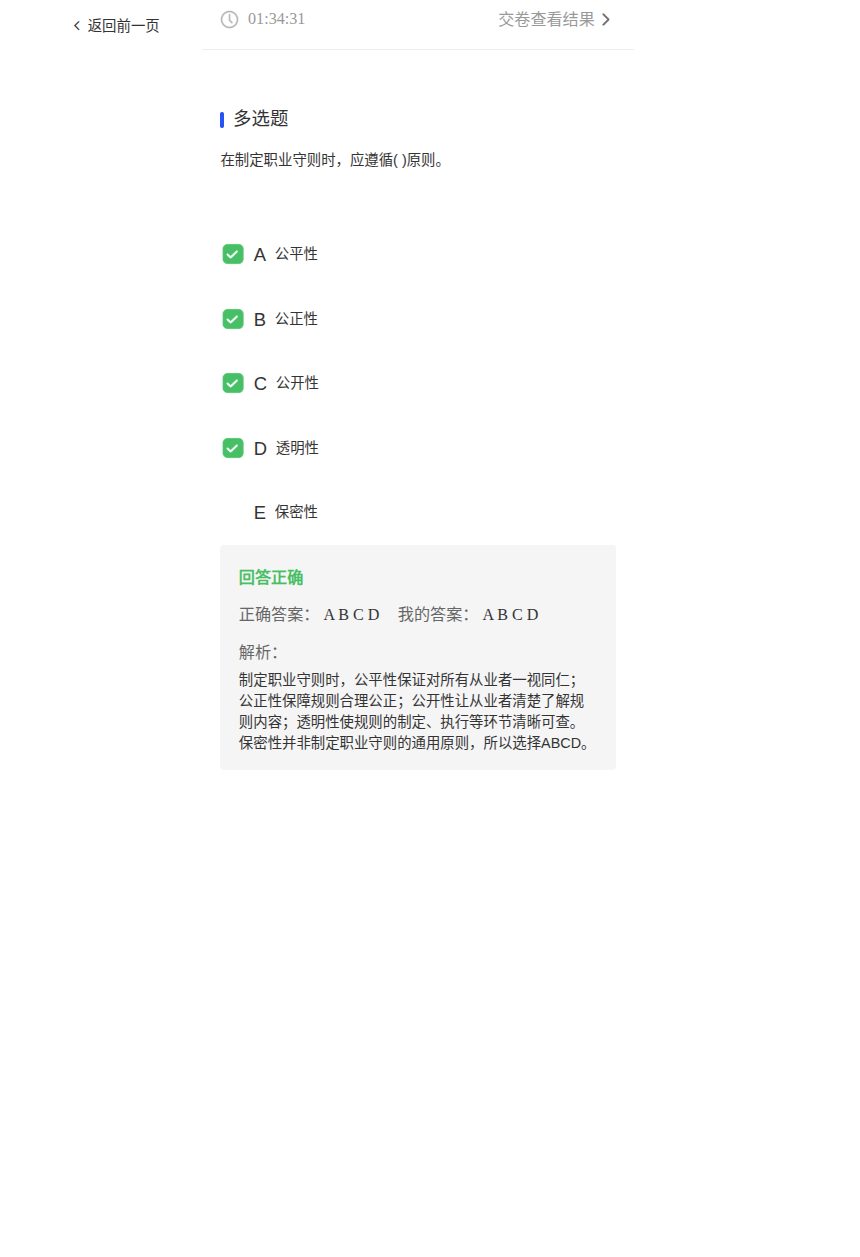 返回前一页
01:34:31 交卷查看结果
多选题
在制定职业守则时，应遵循( )原则。
A 公平性
B 公正性
C 公开性
D 透明性
E 保密性
回答正确
正确答案： A B C D 我的答案： A B C D
解析：
制定职业守则时，公平性保证对所有从业者一视同仁；
公正性保障规则合理公正；公开性让从业者清楚了解规
则内容；透明性使规则的制定、执行等环节清晰可查。
保密性并非制定职业守则的通用原则，所以选择ABCD。